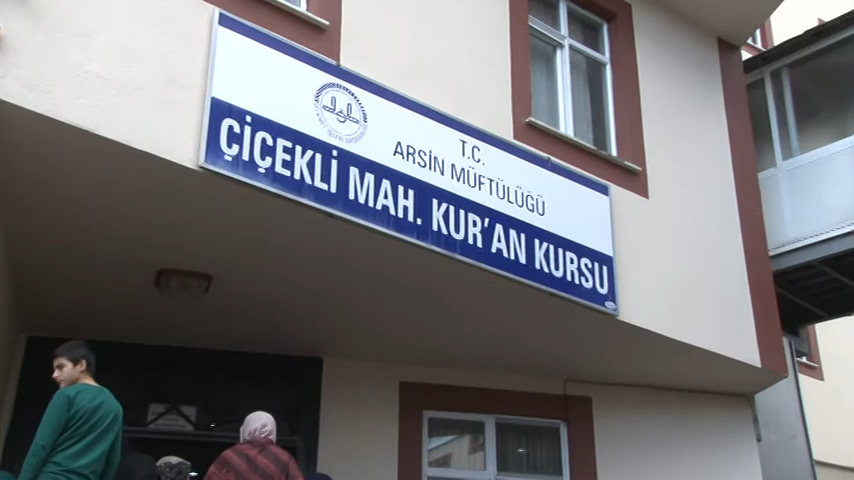 T.C.
ARSİN MÜFTÜLÜĞÜ
ÇİÇEKLİ MAH. KUR'AN KURSU